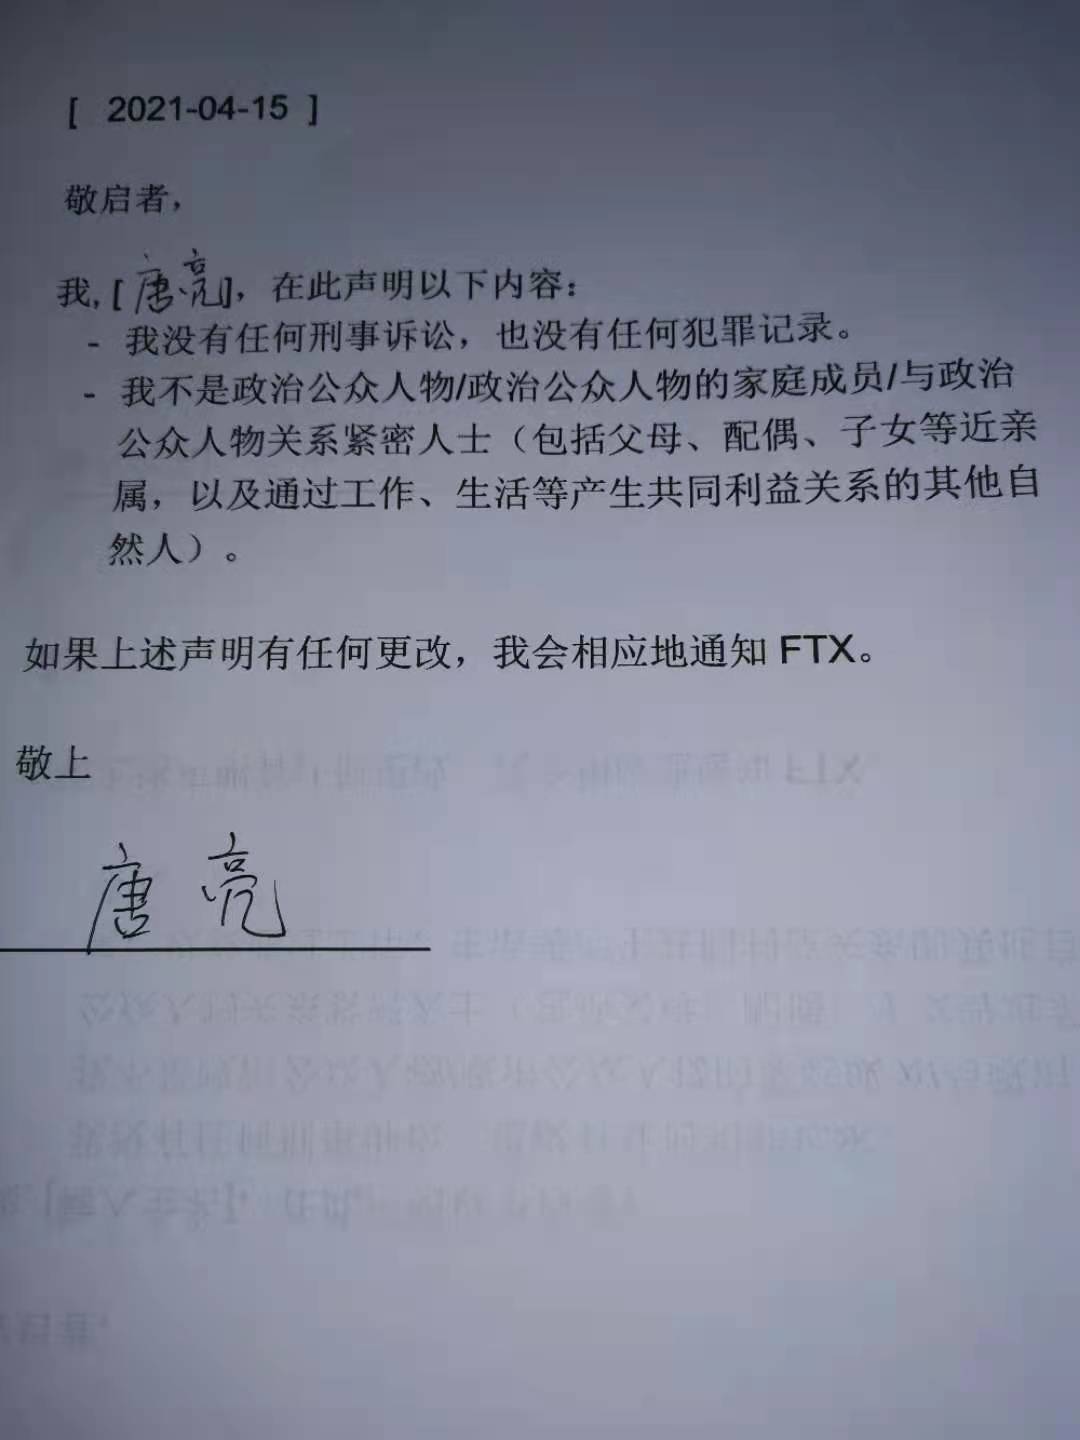 [ 2021-04-15 ]
敬启者，
我, [唐亮]，在此声明以下内容：
- 我没有任何刑事诉讼，也没有任何犯罪记录。
- 我不是政治公众人物/政治公众人物的家庭成员/与政治
公众人物关系紧密人士（包括父母、配偶、子女等近亲
属，以及通过工作、生活等产生共同利益关系的其他自
然人）。
如果上述声明有任何更改，我会相应地通知 FTX。
敬上
唐亮